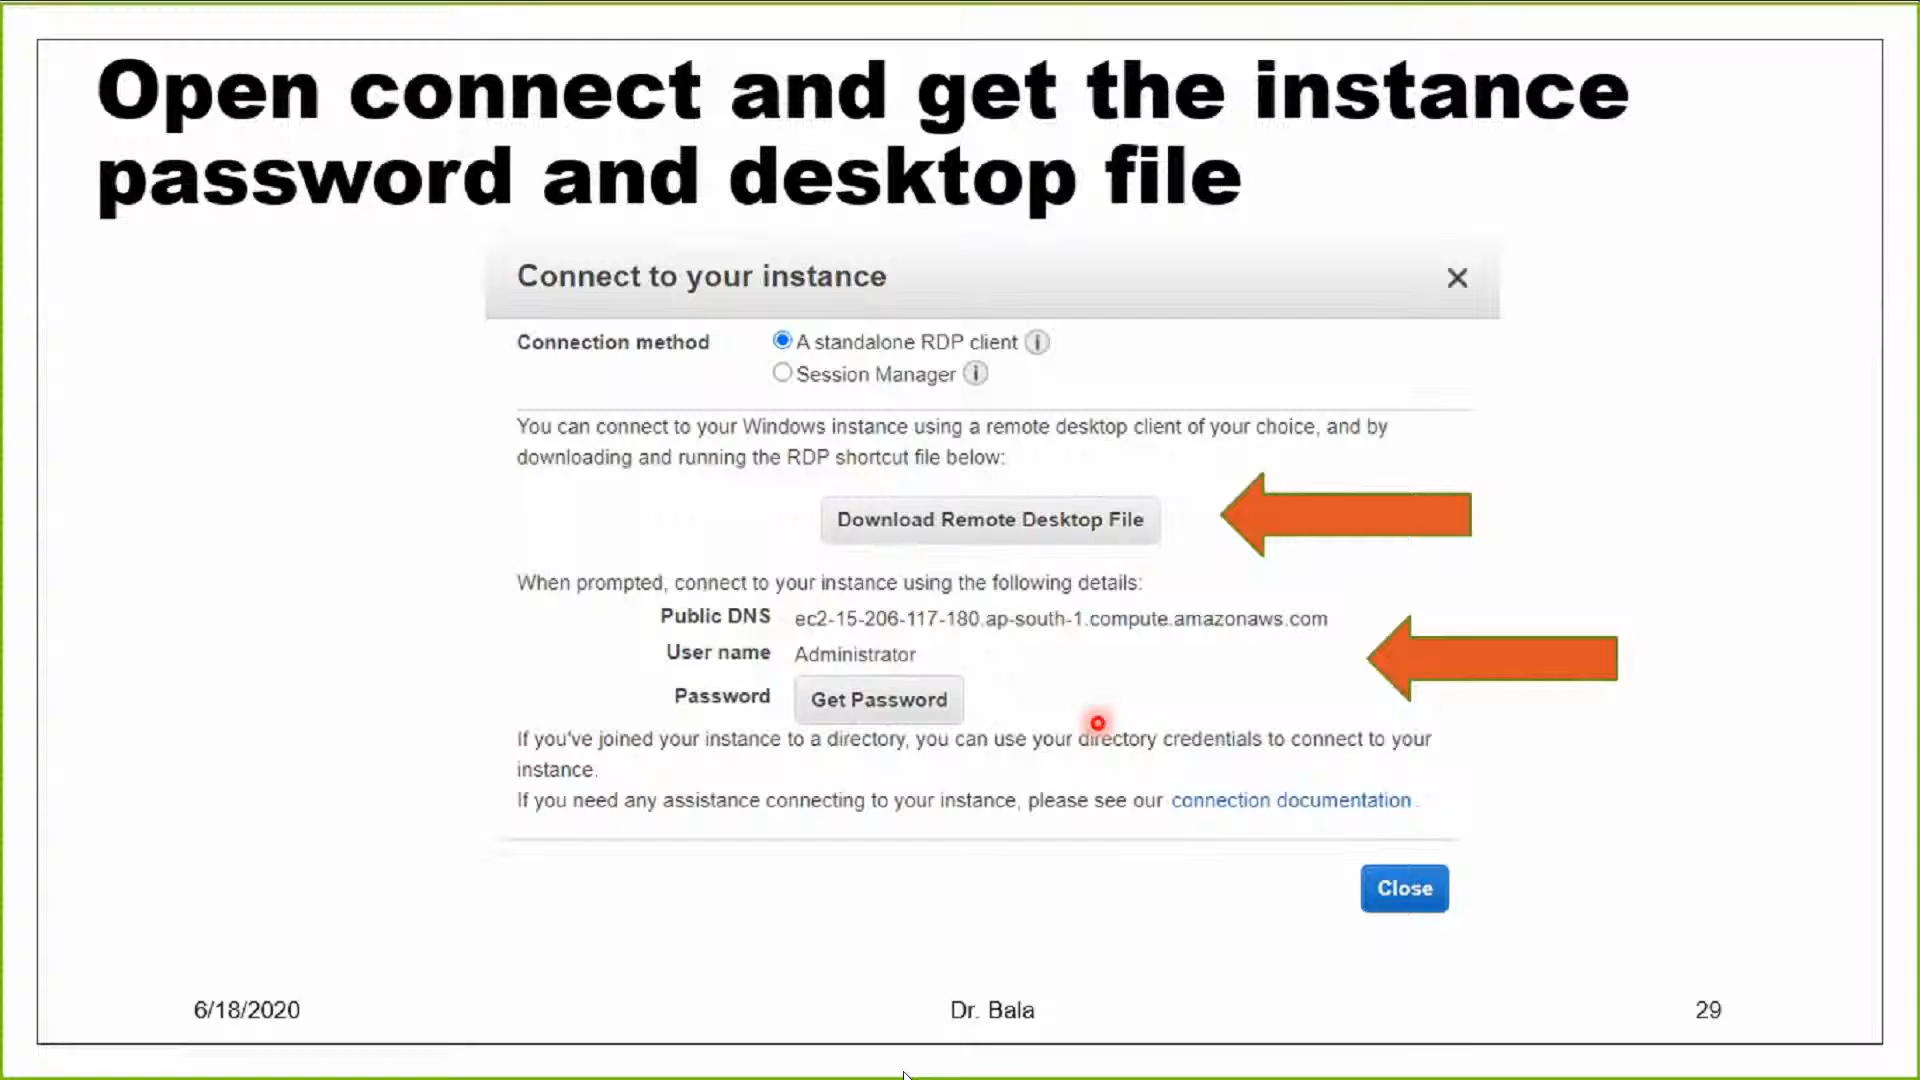 Open connect and get the instance
password and desktop file
Connect to your instance
Connection method
A standalone RDP client
Session Manager
You can connect to your Windows instance using a remote desktop client of your choice, and by
downloading and running the RDP shortcut file below:
Download Remote Desktop File
When prompted, connect to your instance using the following details:
Public DNS ec2-15-206-117-180.ap-south-1.compute.amazonaws.com
User name Administrator
Password Get Password
If you've joined your instance to a directory, you can use your directory credentials to connect to your
instance.
If you need any assistance connecting to your instance, please see our connection documentation.
Close
6/18/2020 Dr. Bala 29